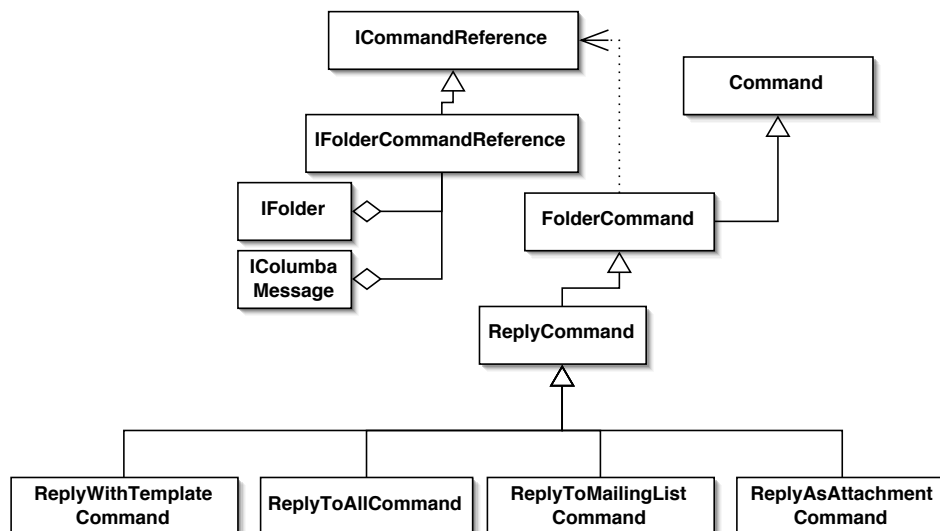 ICommandReference
Command
IFolderCommandReference
IFolder
FolderCommand
IColumba
Message
ReplyCommand
ReplyWithTemplate
Command
ReplyToAllCommand
ReplyToMailingList
Command
ReplyAsAttachment
Command